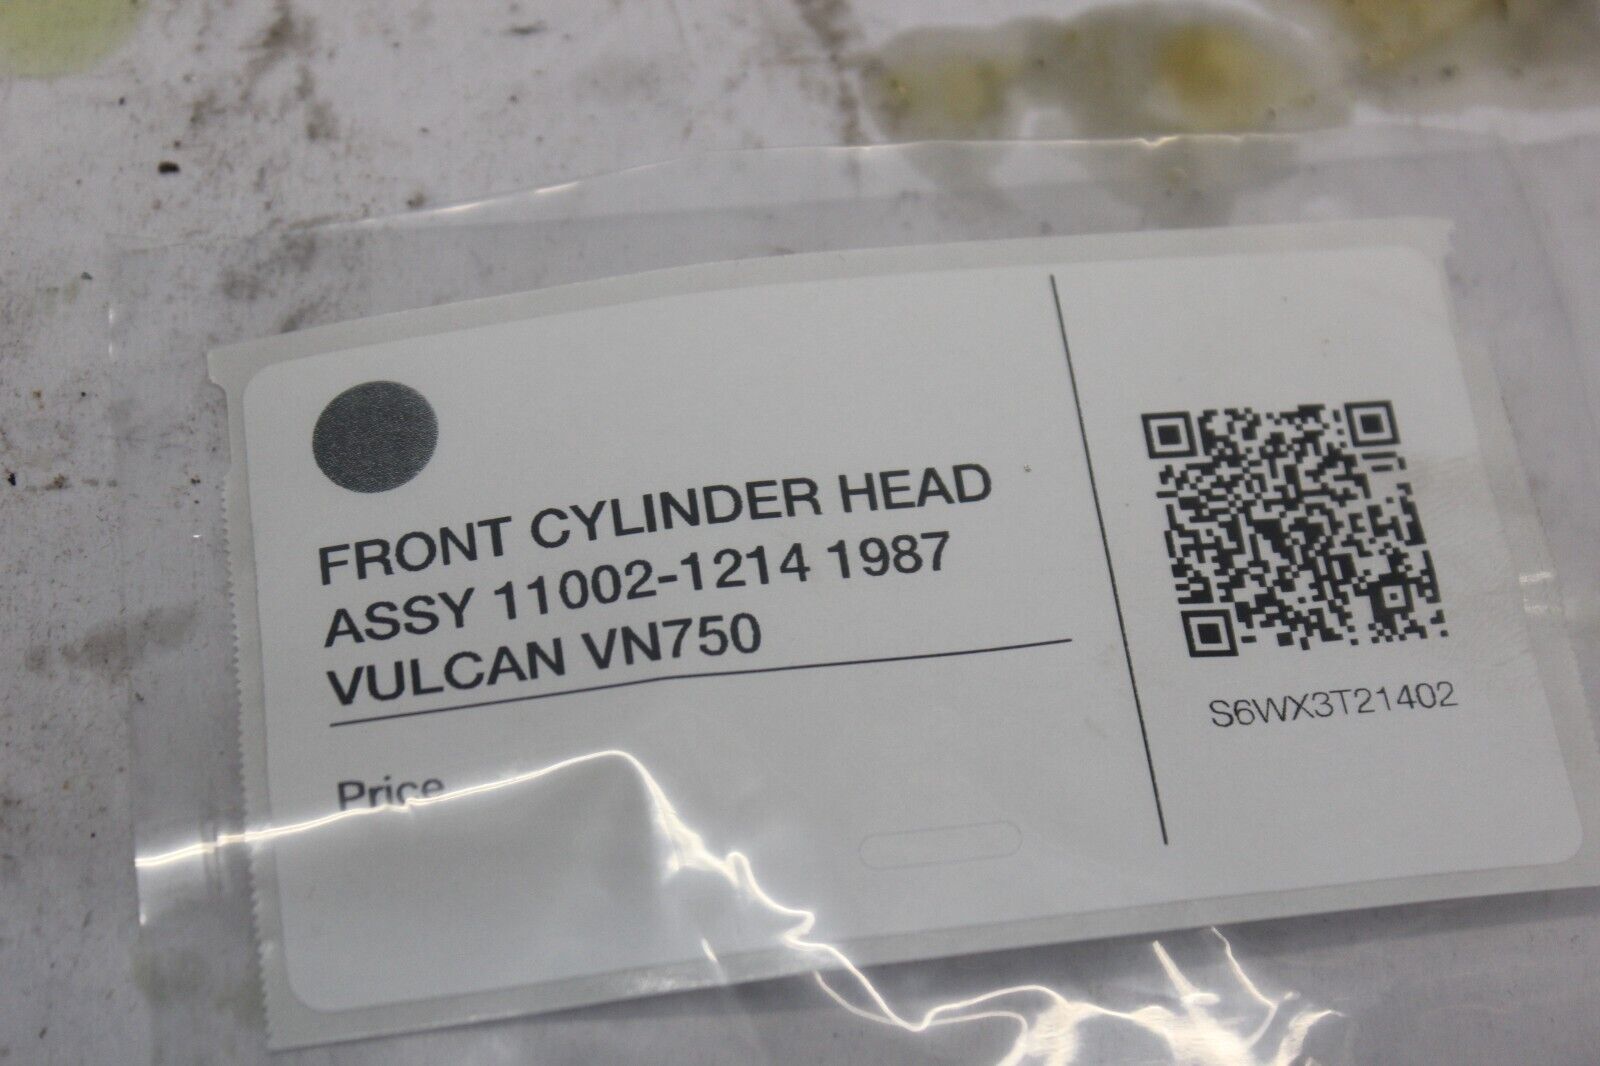 FRONT CYLINDER HEAD
ASSY 11002-1214 1987
VULCAN VN750
Price
S6WX3T21402